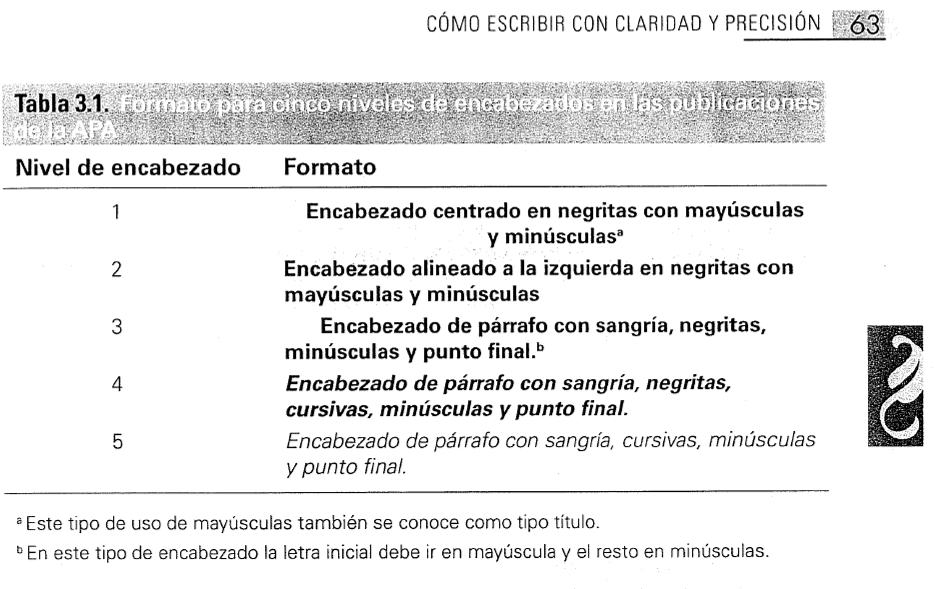 CÓMO ESCRIBIR CON CLARIDAD Y PRECISIÓN 63
Tabla 3.1. Formato para cinco niveles de encabezados en las publicaciones
de la APA
Nivel de encabezado Formato
1 Encabezado centrado en negritas con mayúsculas
y minúsculasᵃ
2 Encabezado alineado a la izquierda en negritas con
mayúsculas y minúsculas
3 Encabezado de párrafo con sangría, negritas,
minúsculas y punto final.ᵇ
4 Encabezado de párrafo con sangría, negritas,
cursivas, minúsculas y punto final.
5 Encabezado de párrafo con sangría, cursivas, minúsculas
y punto final.
ᵃ Este tipo de uso de mayúsculas también se conoce como tipo título.
ᵇ En este tipo de encabezado la letra inicial debe ir en mayúscula y el resto en minúsculas.